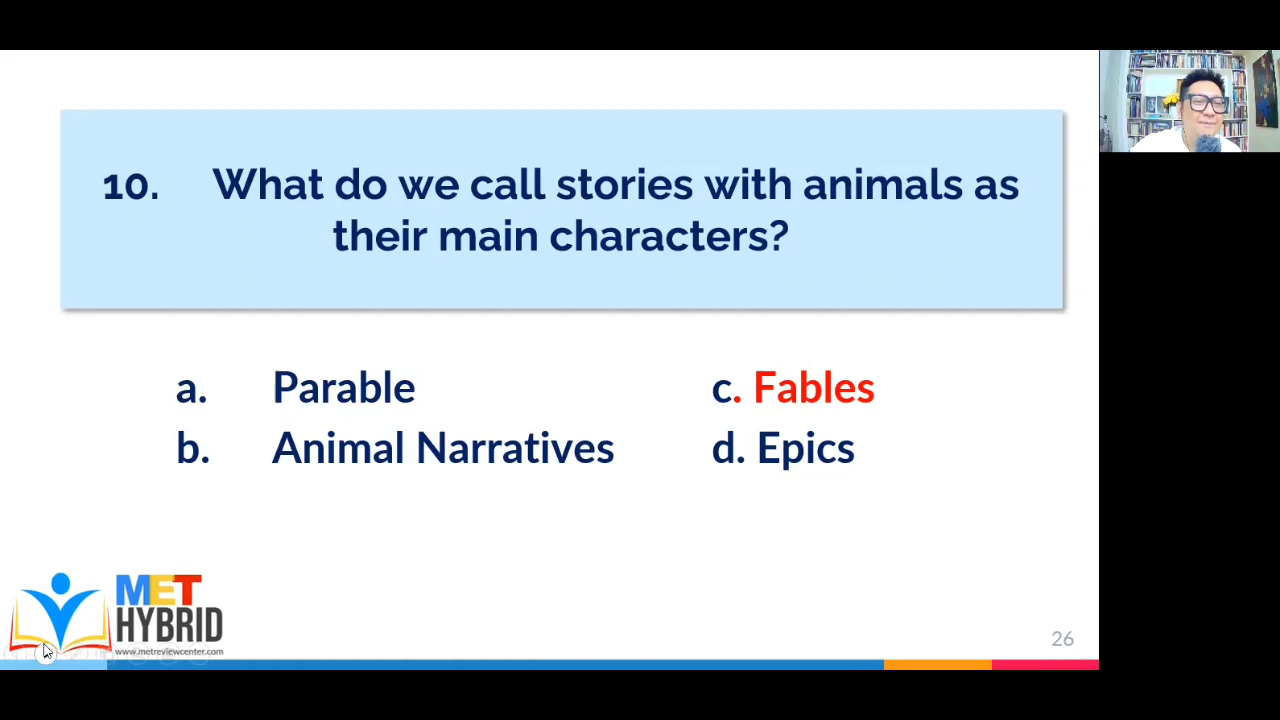 10. What do we call stories with animals as
their main characters?
a. Parable
c. Fables
b. Animal Narratives
d. Epics
MET
HYBRID
www.metreviewcenter.com
26